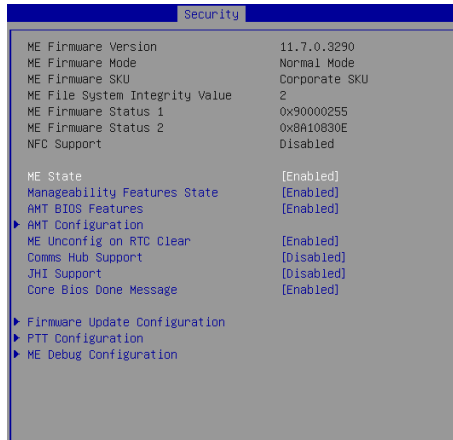 Security
ME Firmware Version 11.7.0.3290
ME Firmware Mode Normal Mode
ME Firmware SKU Corporate SKU
ME File System Integrity Value 2
ME Firmware Status 1 0x90000255
ME Firmware Status 2 0x8A10830E
NFC Support Disabled
ME State [Enabled]
Manageability Features State [Enabled]
AMT BIOS Features [Enabled]
AMT Configuration
ME Unconfig on RTC Clear [Enabled]
Comms Hub Support [Disabled]
JHI Support [Disabled]
Core Bios Done Message [Enabled]
Firmware Update Configuration
PTT Configuration
ME Debug Configuration